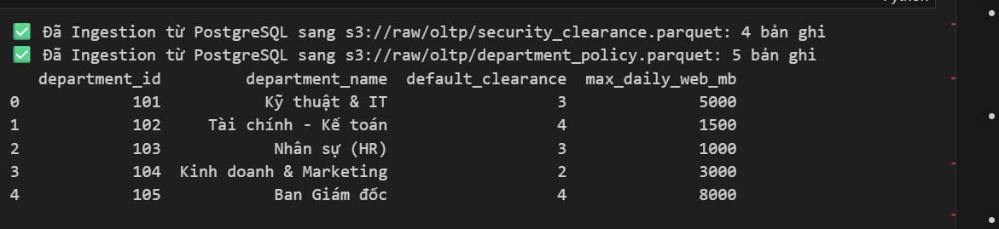 ✅ Đã Ingestion từ PostgreSQL sang s3://raw/oltp/security_clearance.parquet: 4 bản ghi
✅ Đã Ingestion từ PostgreSQL sang s3://raw/oltp/department_policy.parquet: 5 bản ghi
department_id department_name default_clearance max_daily_web_mb
0 101 Kỹ thuật & IT 3 5000
1 102 Tài chính - Kế toán 4 1500
2 103 Nhân sự (HR) 3 1000
3 104 Kinh doanh & Marketing 2 3000
4 105 Ban Giám đốc 4 8000